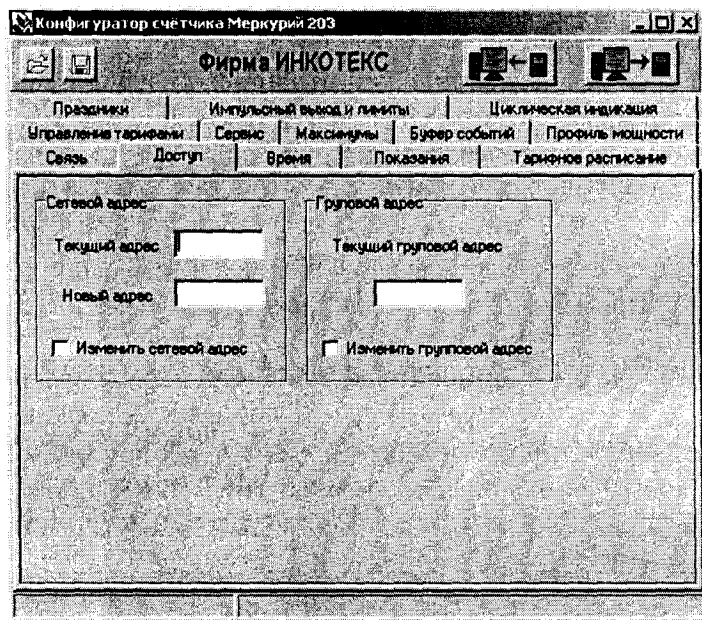 Конфигуратор счётчика Меркурий 203
Фирма ИНКОТЕКС
Праздники Импульсный выход и лимиты Циклическая индикация
Управление тарифами Сервис Максимумы Буфер событий Профиль мощности
Связь Доступ Время Показания Тарифное расписание
Сетевой адрес Груповой адрес
Текущий адрес Текущий груповой адрес
Новый адрес
Изменить сетевой адрес Изменить групповой адрес